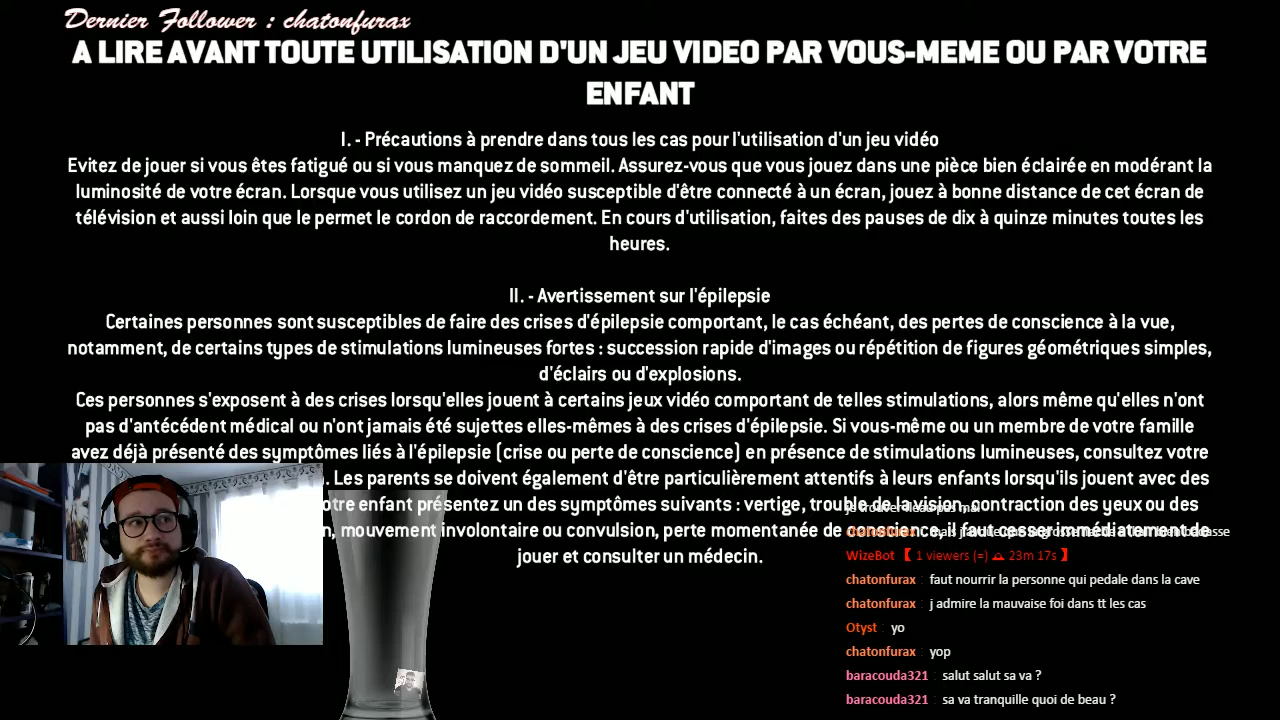 Dernier Follower : chatonfurax
A LIRE AVANT TOUTE UTILISATION D'UN JEU VIDEO PAR VOUS-MEME OU PAR VOTRE
ENFANT
I. - Précautions à prendre dans tous les cas pour l'utilisation d'un jeu vidéo
Evitez de jouer si vous êtes fatigué ou si vous manquez de sommeil. Assurez-vous que vous jouez dans une pièce bien éclairée en modérant la
luminosité de votre écran. Lorsque vous utilisez un jeu vidéo susceptible d'être connecté à un écran, jouez à bonne distance de cet écran de
télévision et aussi loin que le permet le cordon de raccordement. En cours d'utilisation, faites des pauses de dix à quinze minutes toutes les
heures.
II. - Avertissement sur l'épilepsie
Certaines personnes sont susceptibles de faire des crises d'épilepsie comportant, le cas échéant, des pertes de conscience à la vue,
notamment, de certains types de stimulations lumineuses fortes : succession rapide d'images ou répétition de figures géométriques simples,
d'éclairs ou d'explosions.
Ces personnes s'exposent à des crises lorsqu'elles jouent à certains jeux vidéo comportant de telles stimulations, alors même qu'elles n'ont
pas d'antécédent médical ou n'ont jamais été sujettes elles-mêmes à des crises d'épilepsie. Si vous-même ou un membre de votre famille
avez déjà présenté des symptômes liés à l'épilepsie (crise ou perte de conscience) en présence de stimulations lumineuses, consultez votre
. Les parents se doivent également d'être particulièrement attentifs à leurs enfants lorsqu'ils jouent avec des
otre enfant présentez un des symptômes suivants : vertige, trouble de la vision, contraction des yeux ou des
n, mouvement involontaire ou convulsion, perte momentanée de conscience, il faut cesser immédiatement de
jouer et consulter un médecin.
WizeBot 【 1 viewers (=) 23m 17s 】
chatonfurax : faut nourrir la personne qui pedale dans la cave
chatonfurax : j admire la mauvaise foi dans tt les cas
Otyst : yo
chatonfurax : yop
baracouda321 : salut salut sa va ?
baracouda321 : sa va tranquille quoi de beau ?